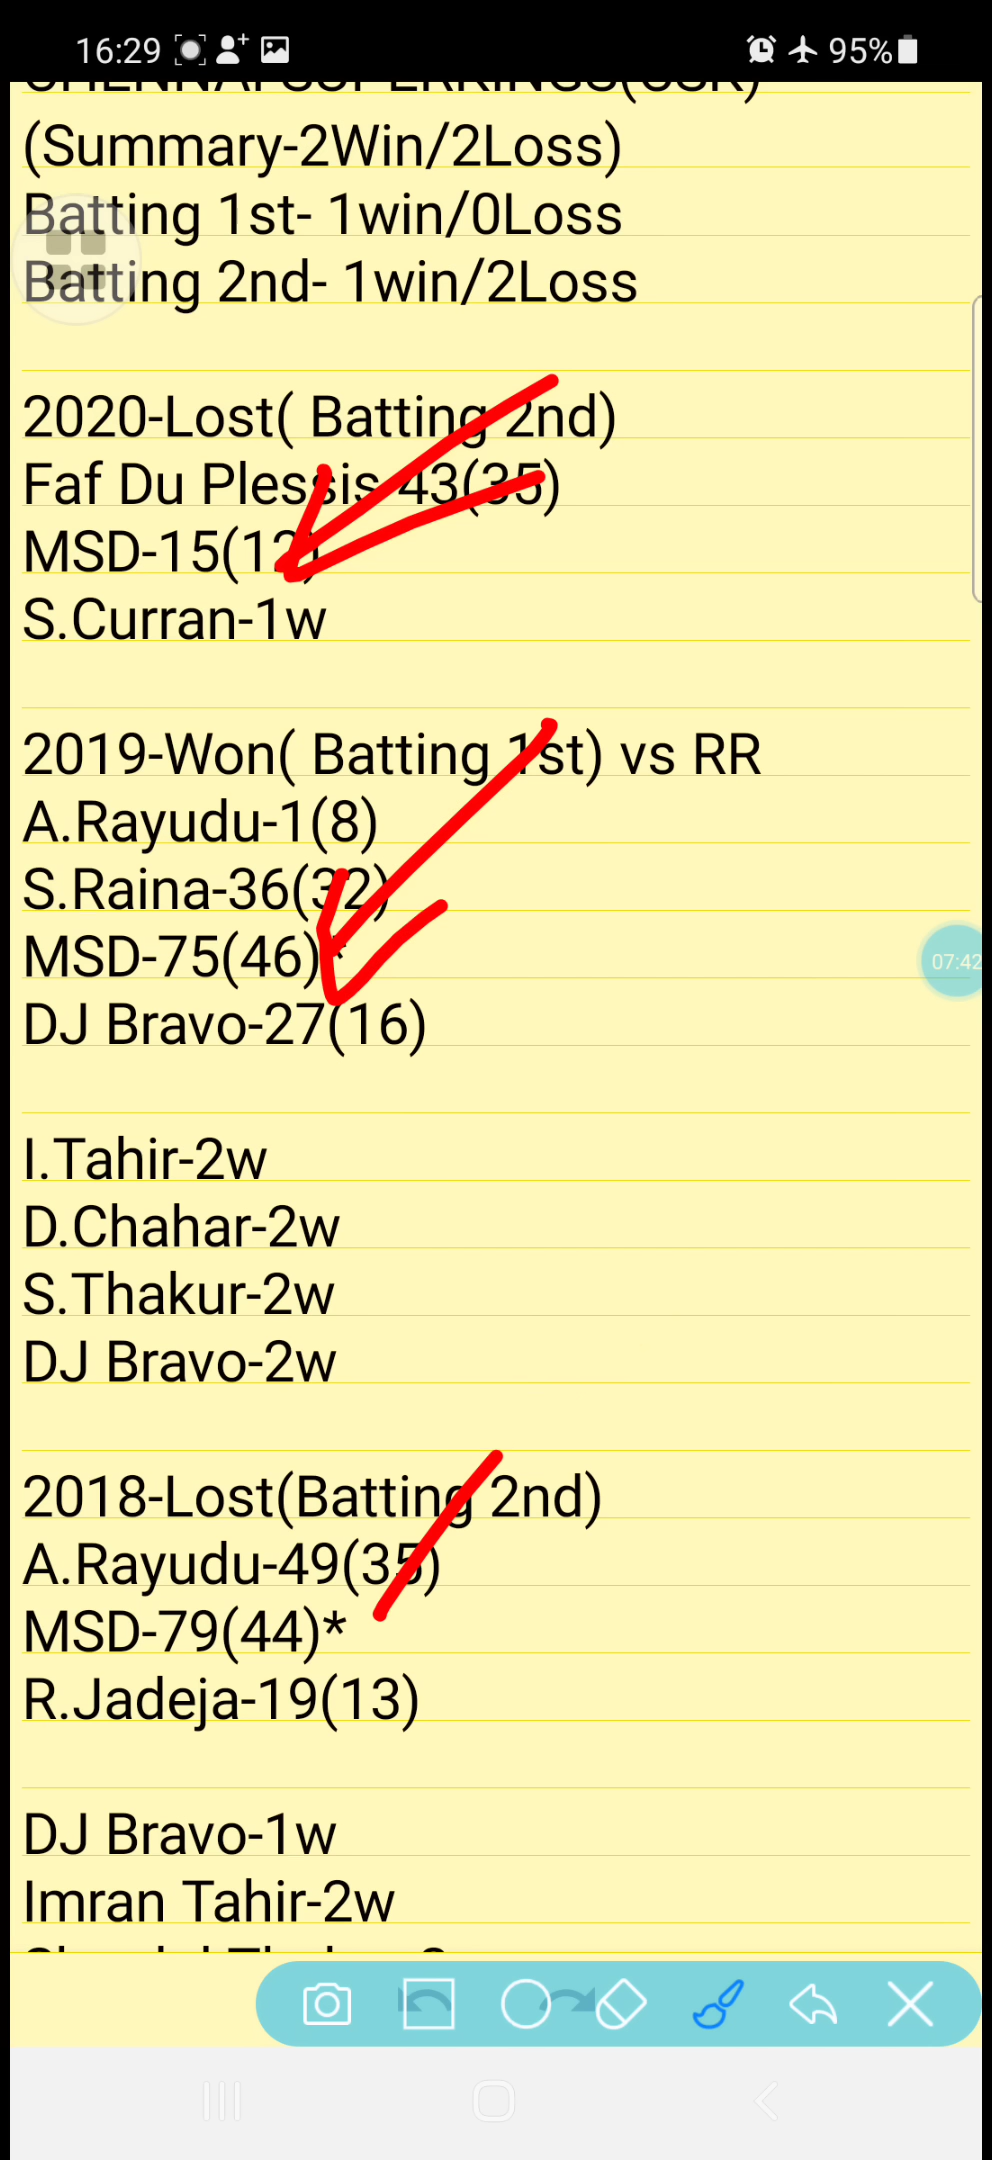 16:29
95%
CHENNAI SUPERKINGS(CSK)
(Summary-2Win/2Loss)
Batting 1st- 1win/0Loss
Batting 2nd- 1win/2Loss
2020-Lost( Batting 2nd)
Faf Du Plessis 43(35)
MSD-15(12)
S.Curran-1w
2019-Won( Batting 1st) vs RR
A.Rayudu-1(8)
S.Raina-36(32)
MSD-75(46)*
07:42
DJ Bravo-27(16)
I.Tahir-2w
D.Chahar-2w
S.Thakur-2w
DJ Bravo-2w
2018-Lost(Batting 2nd)
A.Rayudu-49(35)
MSD-79(44)*
R.Jadeja-19(13)
DJ Bravo-1w
Imran Tahir-2w